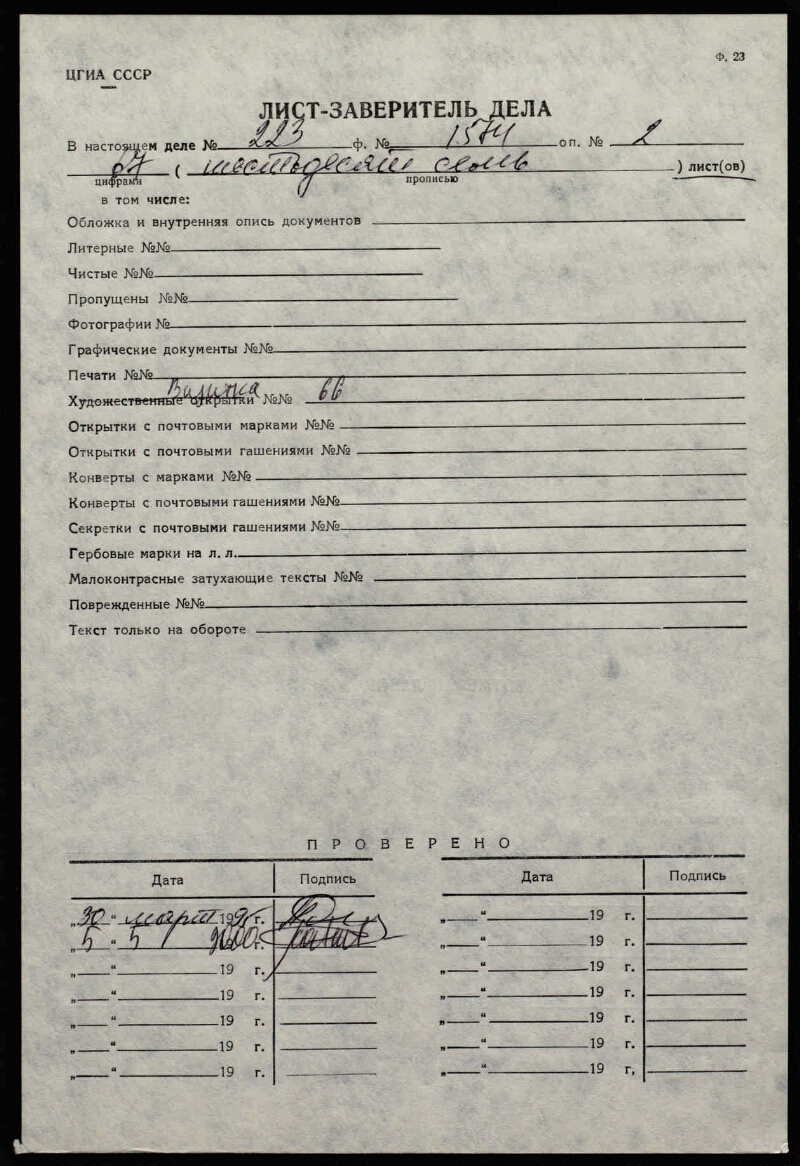 Ф. 23
ЦГИА СССР
ЛИСТ-ЗАВЕРИТЕЛЬ ДЕЛА
В настоящем деле № 223 ф. № 1574 оп. № 2
67 ( шестьдесят семь ) лист(ов)
цифрами прописью
в том числе:
Обложка и внутренняя опись документов
Литерные №№
Чистые №№
Пропущены №№
Фотографии №
Графические документы №№
Печати №№
Художественные открытки №№ 66
Открытки с почтовыми марками №№
Открытки с почтовыми гашениями №№
Конверты с марками №№
Конверты с почтовыми гашениями №№
Секретки с почтовыми гашениями №№
Гербовые марки на л. л.
Малоконтрасные затухающие тексты №№
Поврежденные №№
Текст только на обороте
ПРОВЕРЕНО
Дата Подпись Дата Подпись
„30“ март 199 г. „ “ 19 г.
„5“ 5 г. „ “ 19 г.
„ “ 19 г. „ “ 19 г.
„ “ 19 г. „ “ 19 г.
„ “ 19 г. „ “ 19 г.
„ “ 19 г. „ “ 19 г.
„ “ 19 г. „ “ 19 г,